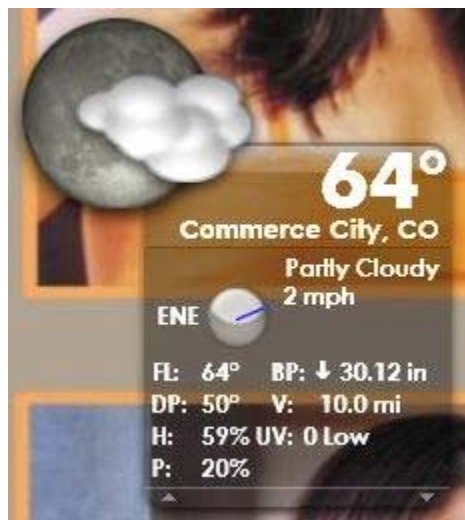 64°
Commerce City, CO
Partly Cloudy
2 mph
ENE
FL: 64° BP: 30.12 in
DP: 50° V: 10.0 mi
H: 59% UV: 0 Low
P: 20%